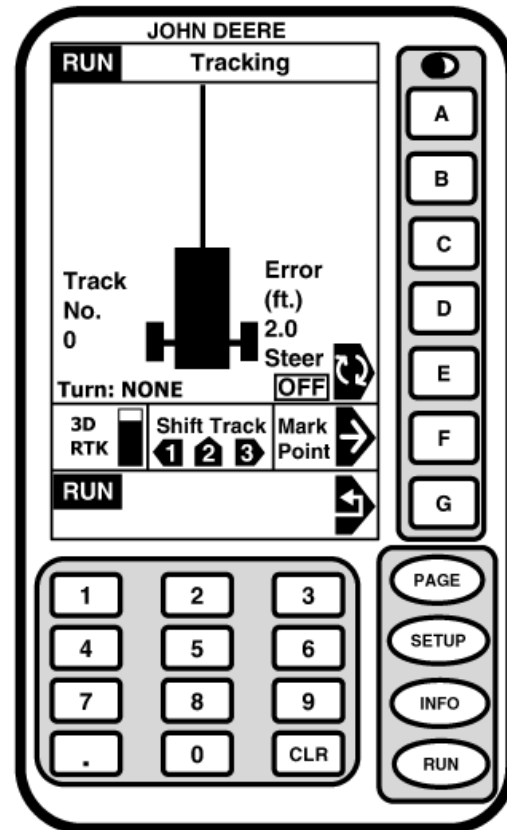 JOHN DEERE
RUN Tracking
Track
No.
0
Error
(ft.)
2.0
Steer
OFF
Turn: NONE
3D
RTK
Shift Track
1 2 3
Mark
Point
RUN
A
B
C
D
E
F
G
1 2 3
4 5 6
7 8 9
. 0 CLR
PAGE
SETUP
INFO
RUN